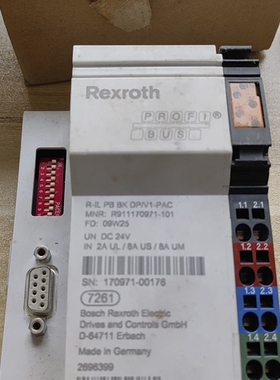 Rexroth
PROFI
BUS
R-IL PB BK DP/V1-PAC
MNR: R911170971-101
FD: 09W25
UN DC 24V
IN 2A UL / 8A US / 8A UM
SN: 170971-00176
7261
Bosch Rexroth Electric
Drives and Controls GmbH
D-64711 Erbach
Made in Germany
2696399
1.1 2.1
1.2 2.2
1.3 2.3
1.4 2.4